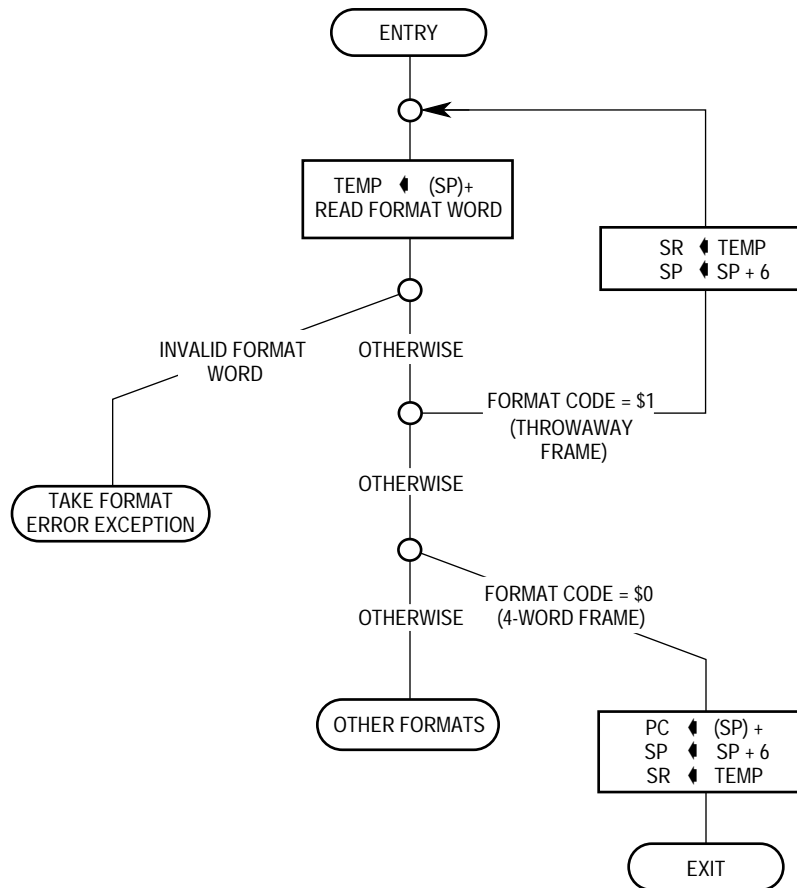 ENTRY
TEMP ◀ (SP)+
READ FORMAT WORD
SR ◀ TEMP
SP ◀ SP + 6
INVALID FORMAT
WORD
OTHERWISE
FORMAT CODE = $1
(THROWAWAY
FRAME)
TAKE FORMAT
ERROR EXCEPTION
OTHERWISE
FORMAT CODE = $0
(4-WORD FRAME)
OTHERWISE
OTHER FORMATS
PC ◀ (SP) +
SP ◀ SP + 6
SR ◀ TEMP
EXIT